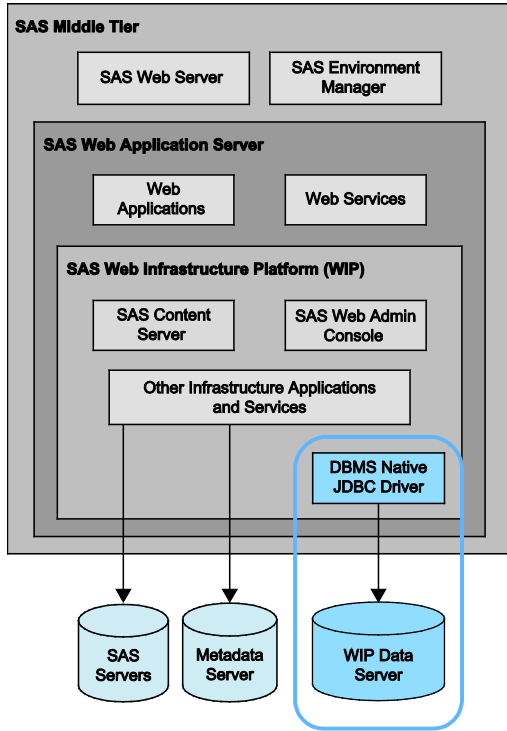 SAS Middle Tier
SAS Web Server
SAS Environment
Manager
SAS Web Application Server
Web
Applications
Web Services
SAS Web Infrastructure Platform (WIP)
SAS Content
Server
SAS Web Admin
Console
Other Infrastructure Applications
and Services
DBMS Native
JDBC Driver
SAS
Servers
Metadata
Server
WIP Data
Server